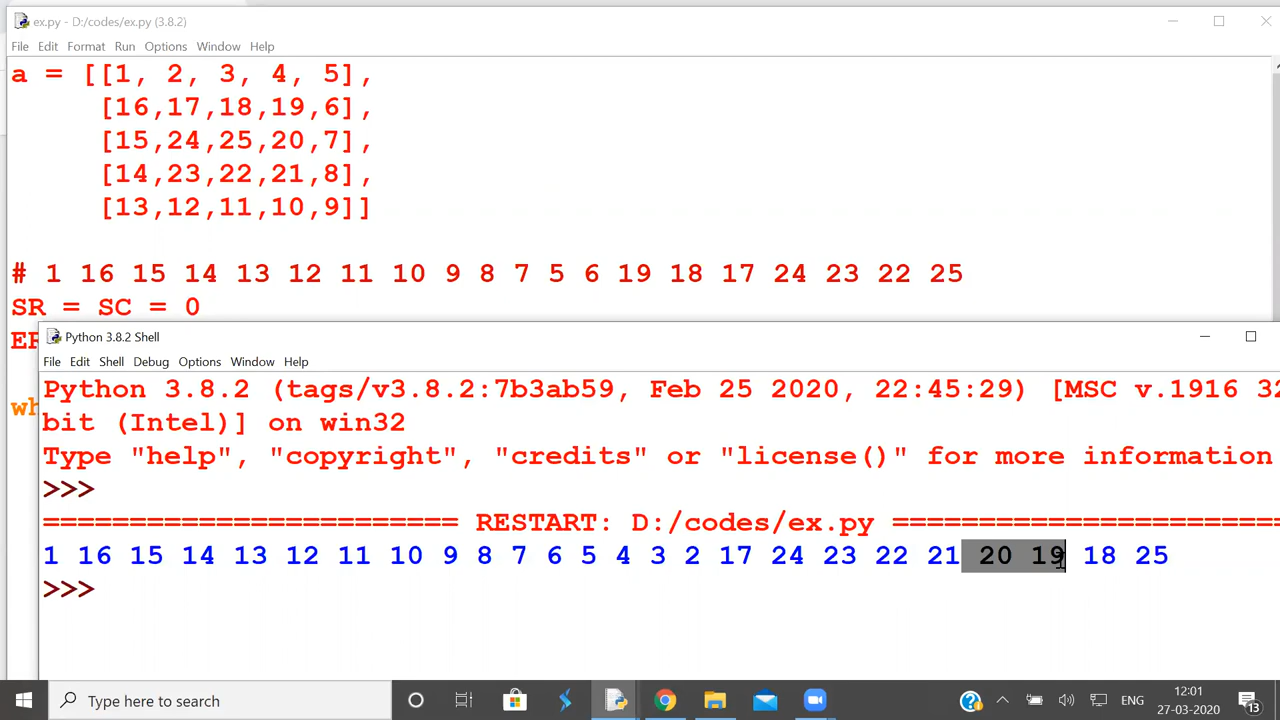 ex.py - D:/codes/ex.py (3.8.2)
File Edit Format Run Options Window Help
a = [[1, 2, 3, 4, 5],
[16,17,18,19,6],
[15,24,25,20,7],
[14,23,22,21,8],
[13,12,11,10,9]]
# 1 16 15 14 13 12 11 10 9 8 7 5 6 19 18 17 24 23 22 25
SR = SC = 0
ER
wh
Python 3.8.2 Shell
File Edit Shell Debug Options Window Help
Python 3.8.2 (tags/v3.8.2:7b3ab59, Feb 25 2020, 22:45:29) [MSC v.1916 32
bit (Intel)] on win32
Type "help", "copyright", "credits" or "license()" for more information
>>>
======================== RESTART: D:/codes/ex.py =======================
1 16 15 14 13 12 11 10 9 8 7 6 5 4 3 2 17 24 23 22 21 20 19 18 25
>>>
Type here to search
ENG
12:01
27-03-2020
13